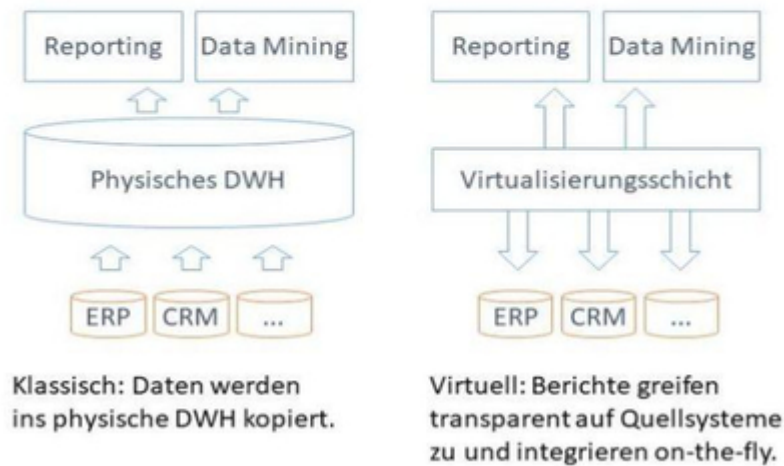 Reporting
Data Mining
Physisches DWH
ERP
CRM
...
Klassisch: Daten werden
ins physische DWH kopiert.
Reporting
Data Mining
Virtualisierungsschicht
ERP
CRM
...
Virtuell: Berichte greifen
transparent auf Quellsysteme
zu und integrieren on-the-fly.